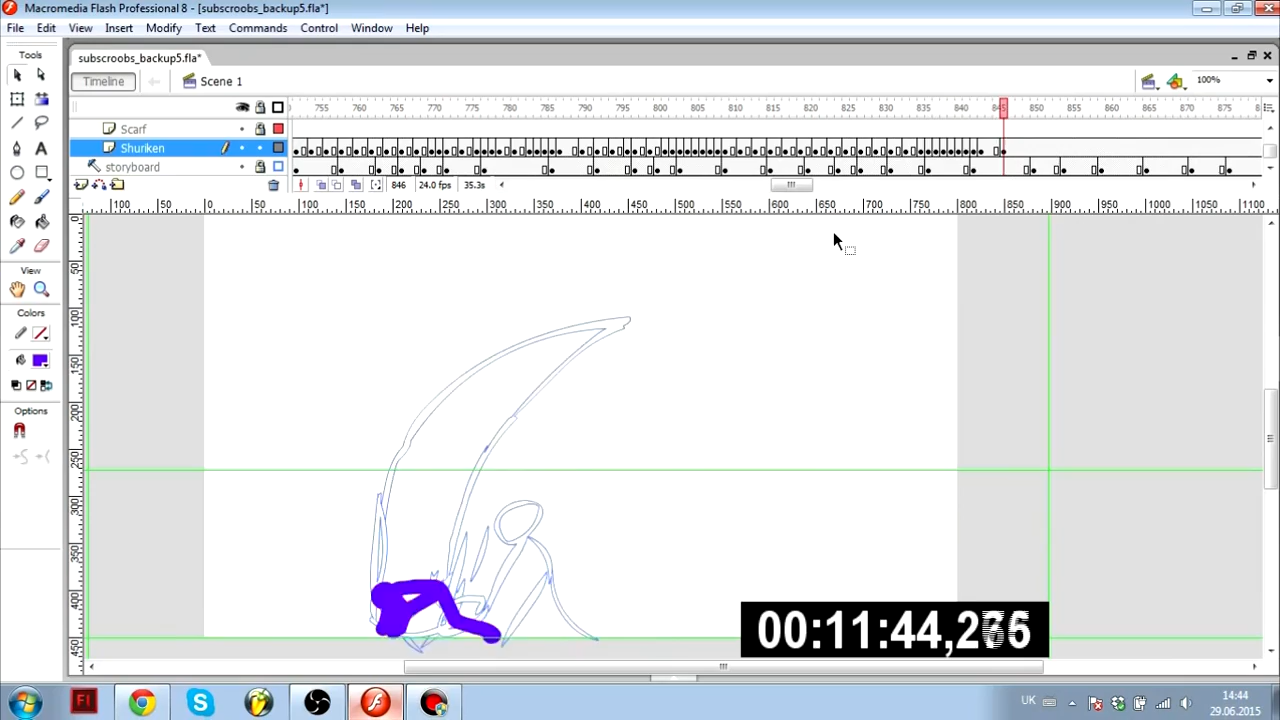 Macromedia Flash Professional 8 - [subscroobs_backup5.fla*]
File Edit View Insert Modify Text Commands Control Window Help
Tools
subscroobs_backup5.fla*
Timeline Scene 1 100%
755 760 765 770 775 780 785 790 795 800 805 810 815 820 825 830 835 840 845 850 855 860 865 870 875
Scarf
Shuriken
storyboard
846 24.0 fps 35.3s
100 50 0 50 100 150 200 250 300 350 400 450 500 550 600 650 700 750 800 850 900 950 1000 1050 1100
0
50
100
150
200
250
300
350
400
450
View
Colors
Options
00:11:44,2
UK
14:44
29.06.2015